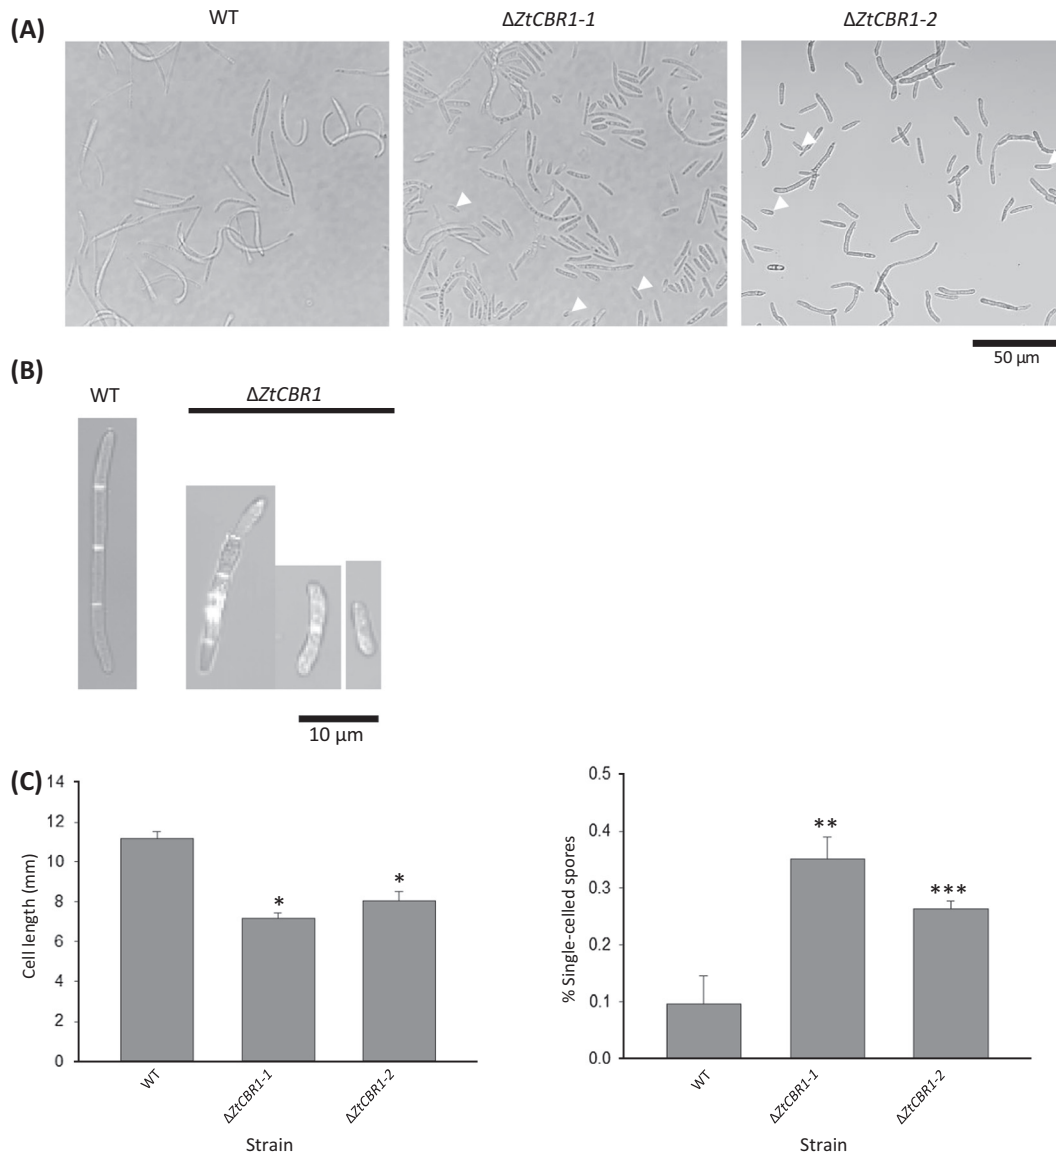 (A)
WT
ΔZtCBR1-1
ΔZtCBR1-2
50 µm
(B)
WT
ΔZtCBR1
10 µm
(C)
14
12
10
8
6
4
2
0
Cell length (mm)
*
*
WT
ΔZtCBR1-1
ΔZtCBR1-2
Strain
0.5
0.4
0.3
0.2
0.1
0.0
% Single-celled spores
**
***
WT
ΔZtCBR1-1
ΔZtCBR1-2
Strain